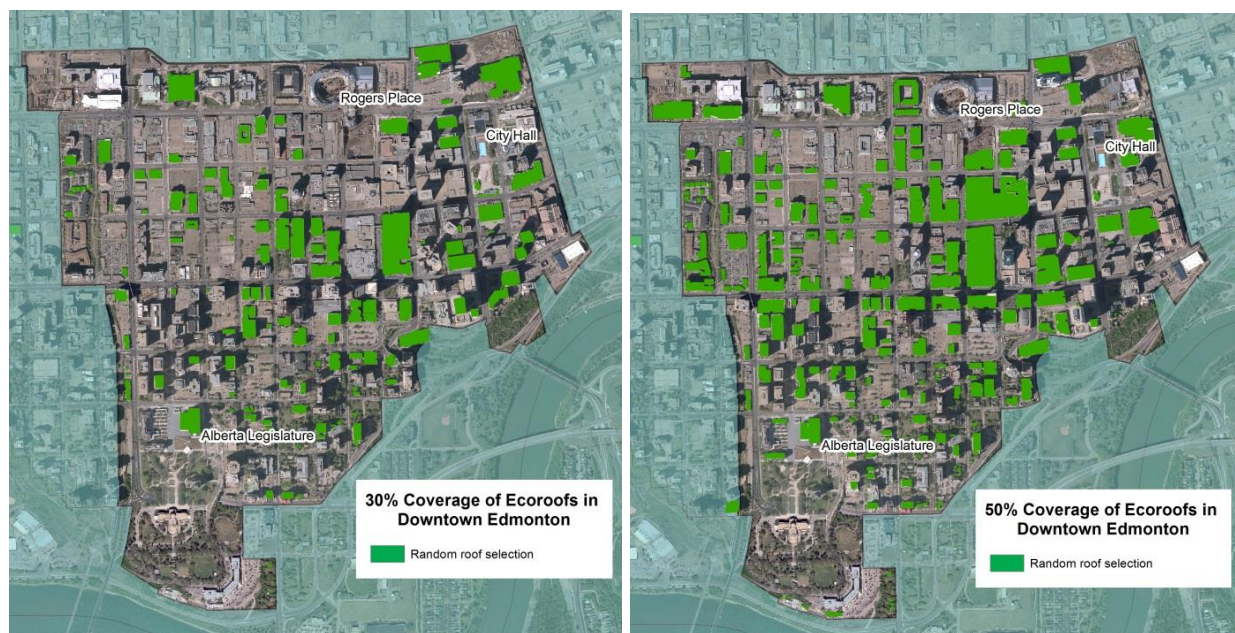 Rogers Place
City Hall
Alberta Legislature
30% Coverage of Ecoroofs in
Downtown Edmonton
Random roof selection
Rogers Place
City Hall
Alberta Legislature
50% Coverage of Ecoroofs in
Downtown Edmonton
Random roof selection